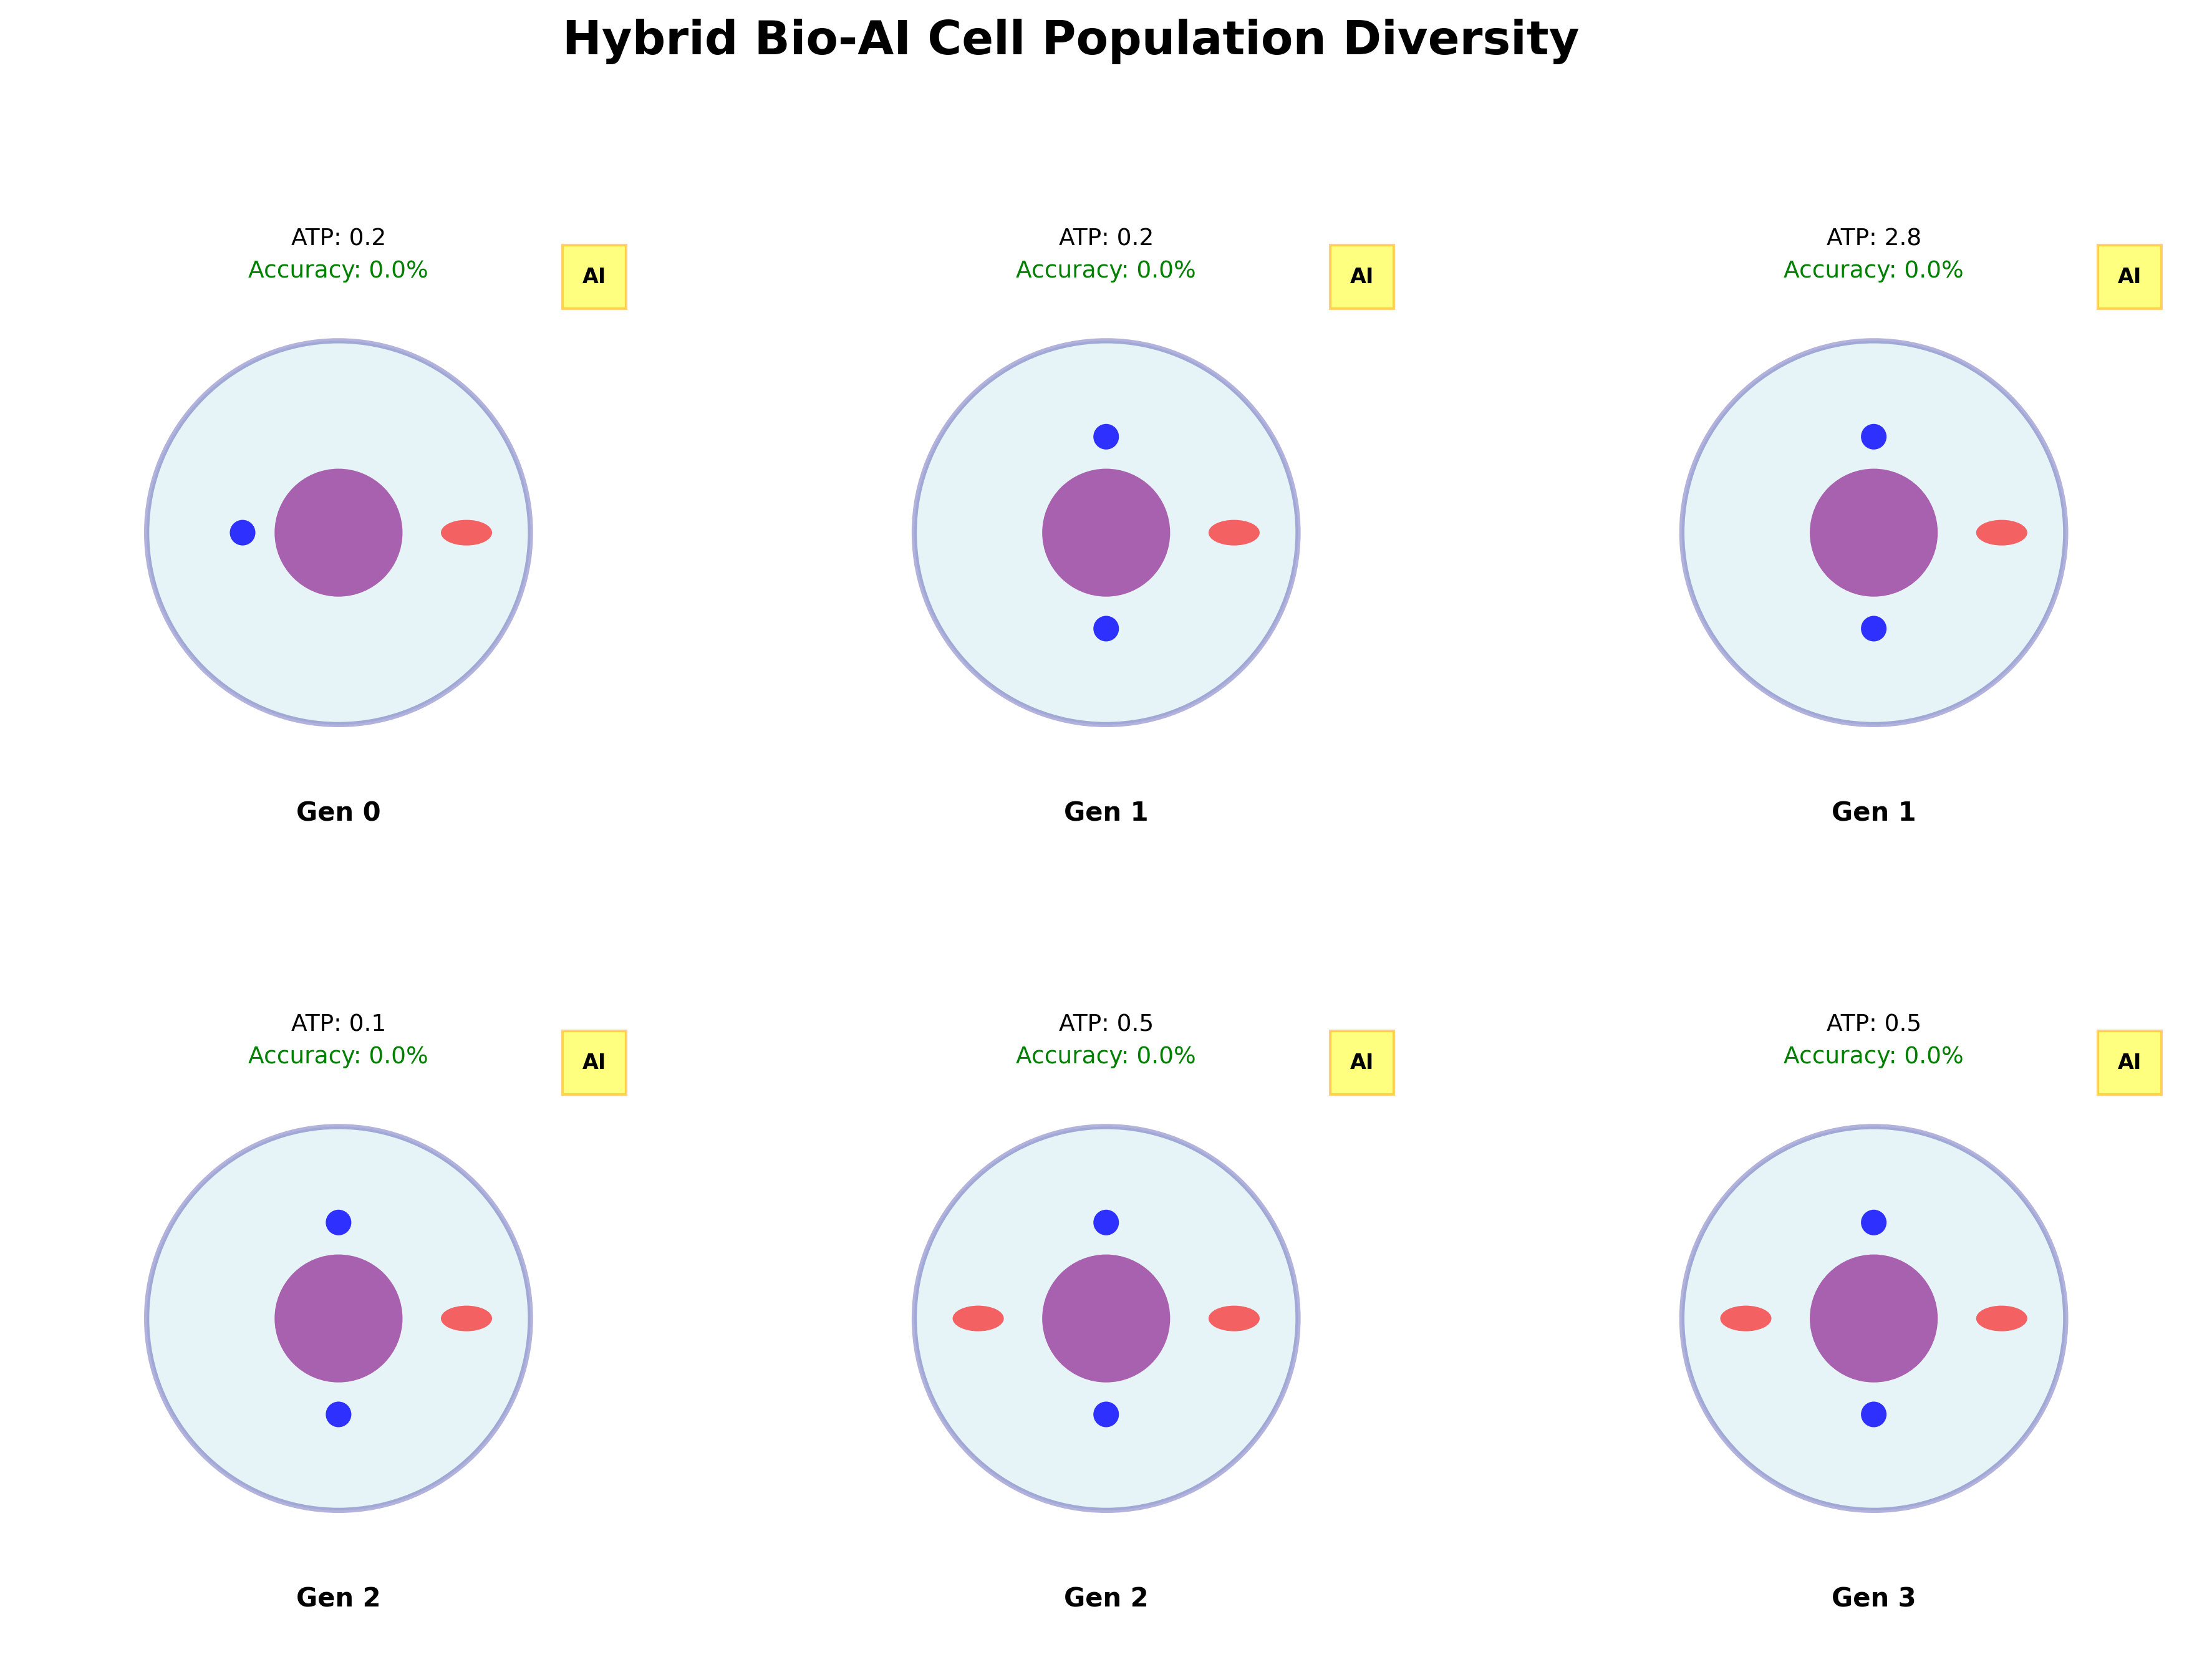 Hybrid Bio-AI Cell Population Diversity
ATP: 0.2
Accuracy: 0.0%
AI
Gen 0
ATP: 0.2
Accuracy: 0.0%
AI
Gen 1
ATP: 2.8
Accuracy: 0.0%
AI
Gen 1
ATP: 0.1
Accuracy: 0.0%
AI
Gen 2
ATP: 0.5
Accuracy: 0.0%
AI
Gen 2
ATP: 0.5
Accuracy: 0.0%
AI
Gen 3